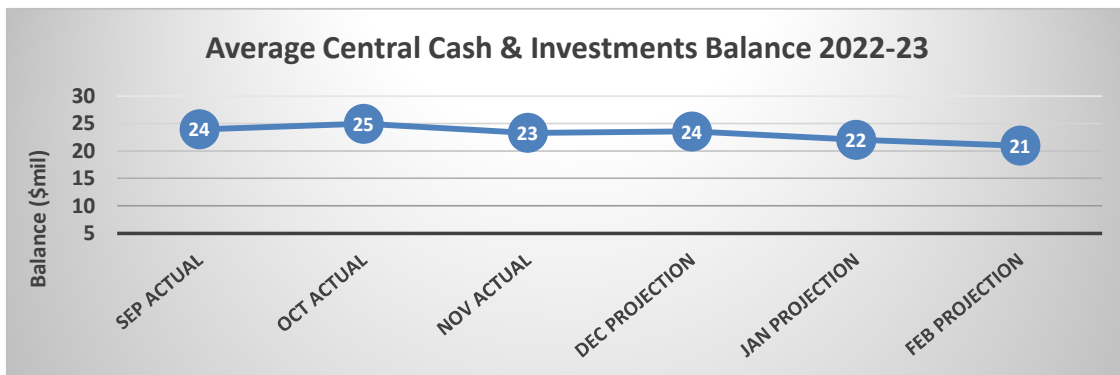 Average Central Cash & Investments Balance 2022-23
Balance ($mil)
30
25
20
15
10
5
24
25
23
24
22
21
SEP ACTUAL
OCT ACTUAL
NOV ACTUAL
DEC PROJECTION
JAN PROJECTION
FEB PROJECTION